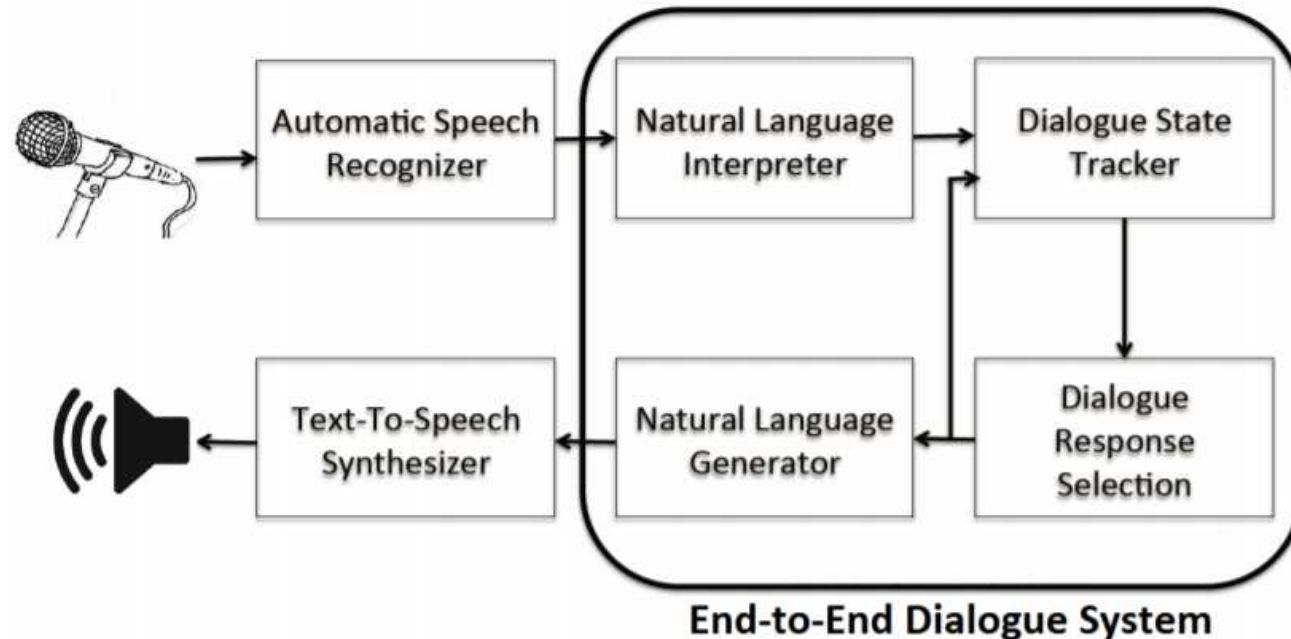 Automatic Speech
Recognizer
Natural Language
Interpreter
Dialogue State
Tracker
Text-To-Speech
Synthesizer
Natural Language
Generator
Dialogue
Response
Selection
End-to-End Dialogue System